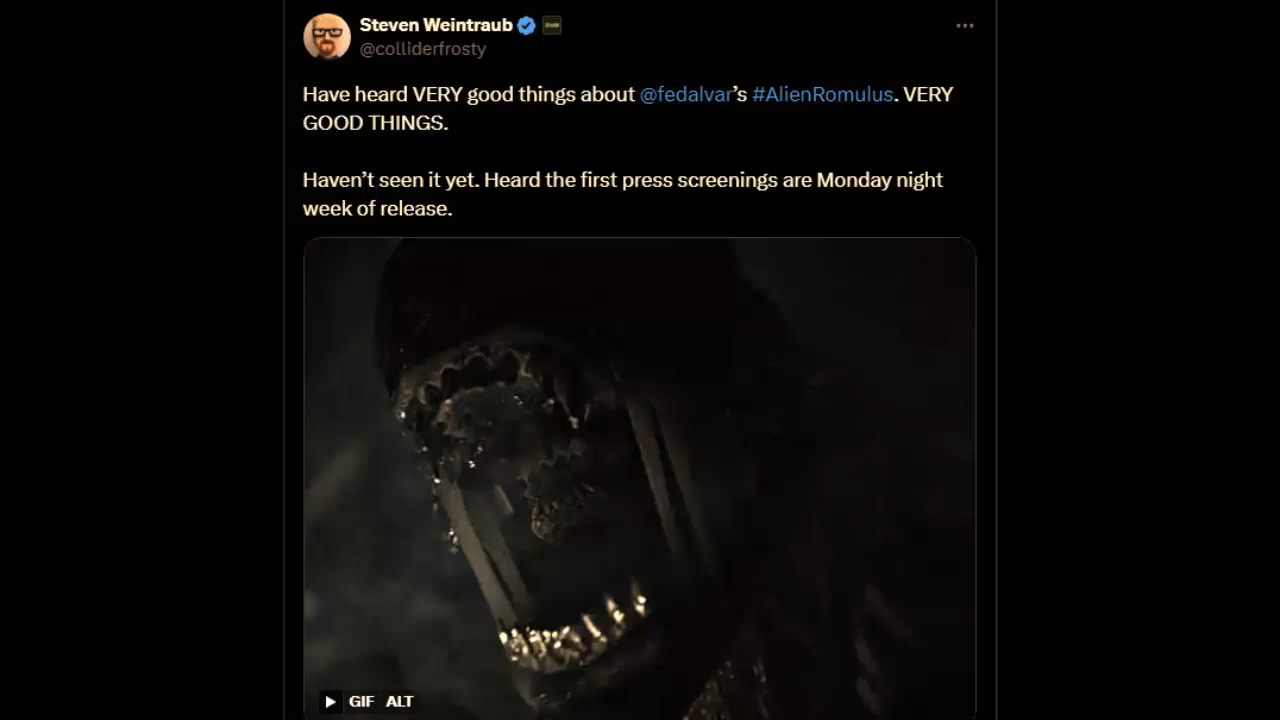 Steven Weintraub
@colliderfrosty
Have heard VERY good things about @fedalvar’s #AlienRomulus. VERY
GOOD THINGS.
Haven’t seen it yet. Heard the first press screenings are Monday night
week of release.
GIF ALT